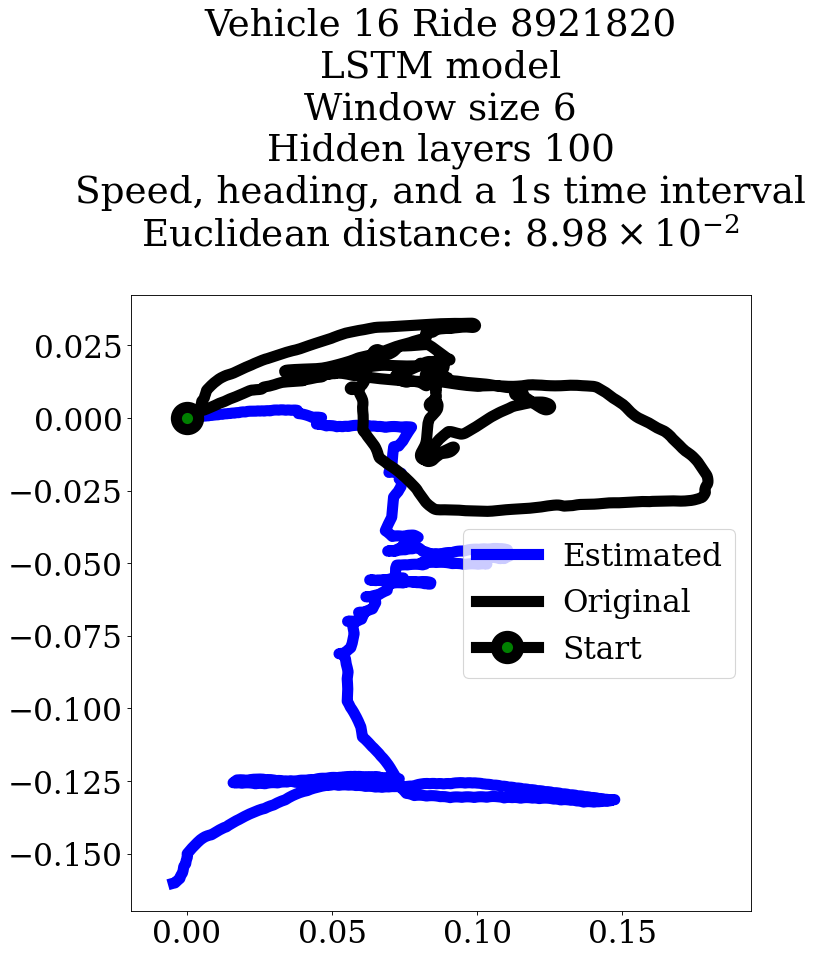 Vehicle 16 Ride 8921820
LSTM model
Window size 6
Hidden layers 100
Speed, heading, and a 1s time interval
Euclidean distance: 8.98 × 10⁻²
0.025
0.000
−0.025
−0.050
−0.075
−0.100
−0.125
−0.150
Estimated
Original
Start
0.00 0.05 0.10 0.15